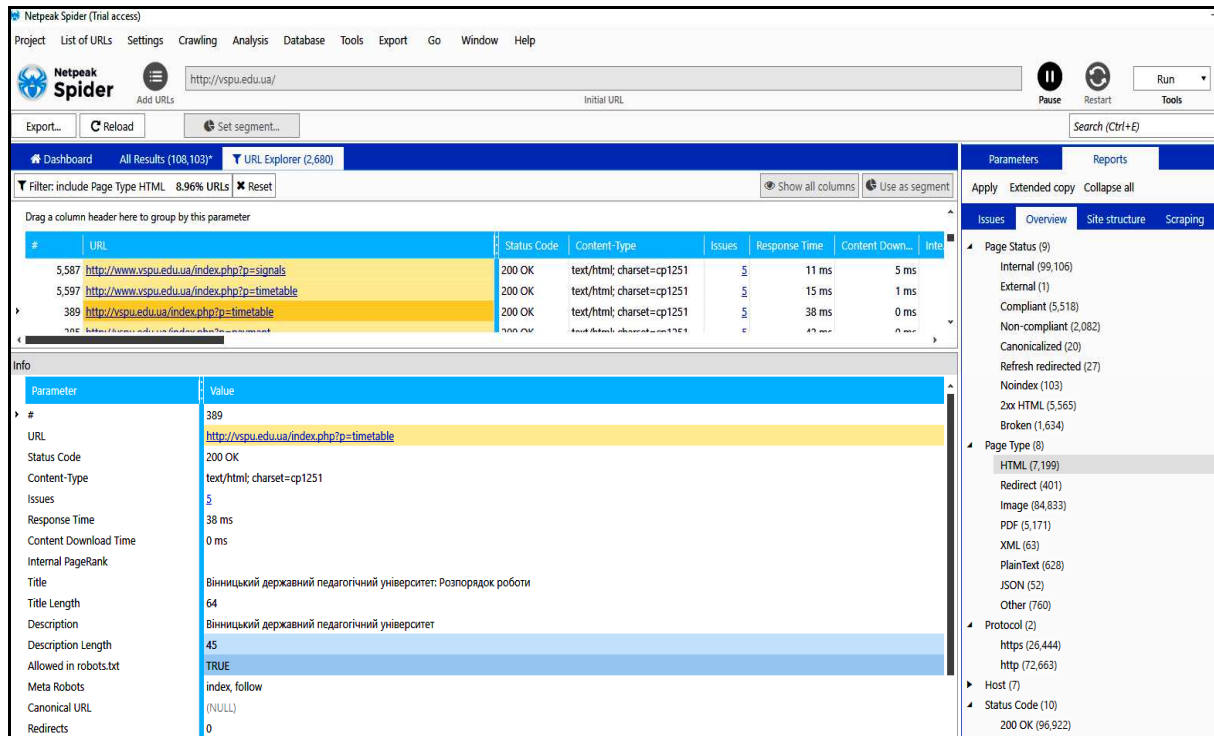 Netpeak Spider (Trial access)
Project List of URLs Settings Crawling Analysis Database Tools Export Go Window Help
Netpeak Spider
Add URLs
http://vspu.edu.ua/
Initial URL
Pause
Restart
Run
Tools
Export... Reload Set segment... Search (Ctrl+E)
Dashboard All Results (108,103)* URL Explorer (2,680)
Filter: include Page Type HTML 8.96% URLs Reset Show all columns Use as segment
Drag a column header here to group by this parameter
# URL Status Code Content-Type Issues Response Time Content Down... Inte.
5,587 http://www.vspu.edu.ua/index.php?p=signals 200 OK text/html; charset=cp1251 5 11 ms 5 ms
5,597 http://www.vspu.edu.ua/index.php?p=timetable 200 OK text/html; charset=cp1251 5 15 ms 1 ms
389 http://vspu.edu.ua/index.php?p=timetable 200 OK text/html; charset=cp1251 5 38 ms 0 ms
Info
Parameter Value
# 389
URL http://vspu.edu.ua/index.php?p=timetable
Status Code 200 OK
Content-Type text/html; charset=cp1251
Issues 5
Response Time 38 ms
Content Download Time 0 ms
Internal PageRank
Title Вінницький державний педагогічний університет: Розпорядок роботи
Title Length 64
Description Вінницький державний педагогічний університет
Description Length 45
Allowed in robots.txt TRUE
Meta Robots index, follow
Canonical URL (NULL)
Redirects 0
Parameters Reports
Apply Extended copy Collapse all
Issues Overview Site structure Scraping
Page Status (9)
Internal (99,106)
External (1)
Compliant (5,518)
Non-compliant (2,082)
Canonicalized (20)
Refresh redirected (27)
Noindex (103)
2xx HTML (5,565)
Broken (1,634)
Page Type (8)
HTML (7,199)
Redirect (401)
Image (84,833)
PDF (5,171)
XML (63)
PlainText (628)
JSON (52)
Other (760)
Protocol (2)
https (26,444)
http (72,663)
Host (7)
Status Code (10)
200 OK (96,922)